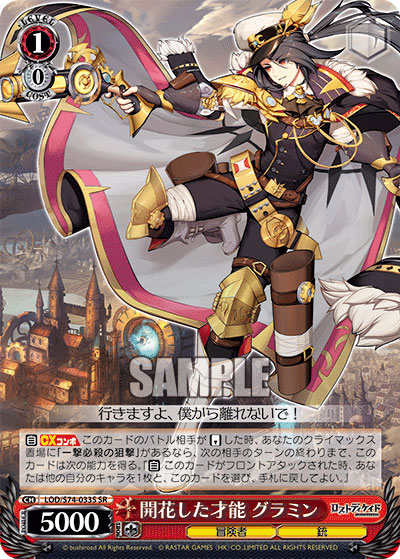 LEVEL
1
0
COST
SAMPLE
行きますよ、僕から離れないで!
【自】 CXコンボ このカードのバトル相手が【リバース】した時、あなたのクライマックス
置場に「一撃必殺の狙撃」があるなら、次の相手のターンの終わりまで、この
カードは次の能力を得る。『【自】 このカードがフロントアタックされた時、あな
たは他の自分のキャラを1枚と、このカードを選び、手札に戻してよい。』
CH LOD/S74-033S SR
5000
開花した才能 グラミン
ロストディケイド
冒険者
銃
© bushiroad All Rights Reserved. © RASTAR GAMES (HK) CO.,LIMITED ALL RIGHTS RESERVED.